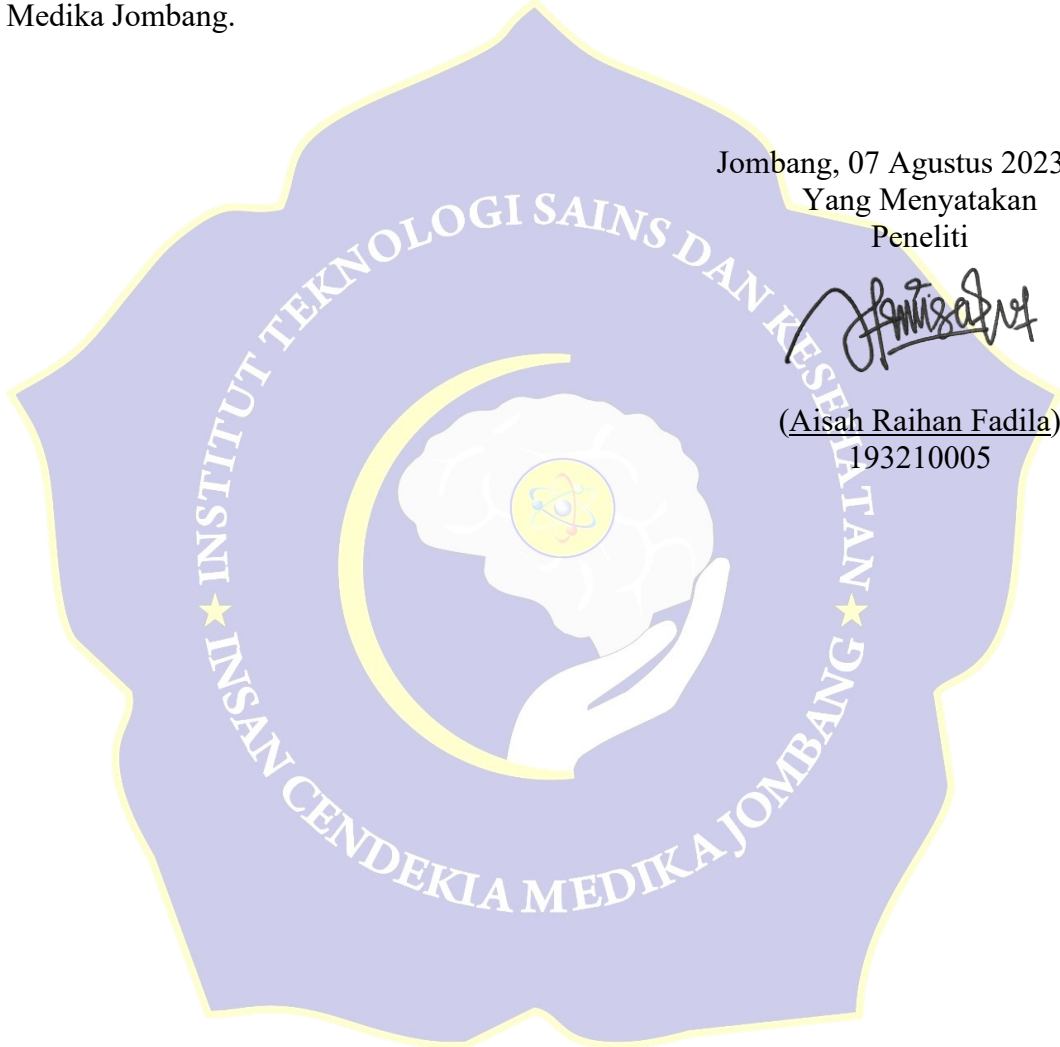 Medika Jombang.
Jombang, 07 Agustus 2023
Yang Menyatakan
Peneliti
(Aisah Raihan Fadila)
193210005
INSTITUT TEKNOLOGI SAINS DAN KESEHATAN
INSAN CENDEKIA MEDIKA JOMBANG